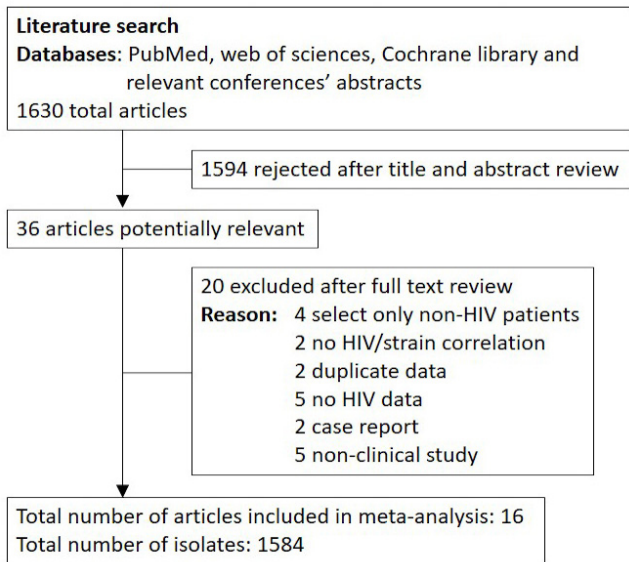 Literature search
Databases: PubMed, web of sciences, Cochrane library and
relevant conferences’ abstracts
1630 total articles
1594 rejected after title and abstract review
36 articles potentially relevant
20 excluded after full text review
Reason: 4 select only non-HIV patients
2 no HIV/strain correlation
2 duplicate data
5 no HIV data
2 case report
5 non-clinical study
Total number of articles included in meta-analysis: 16
Total number of isolates: 1584